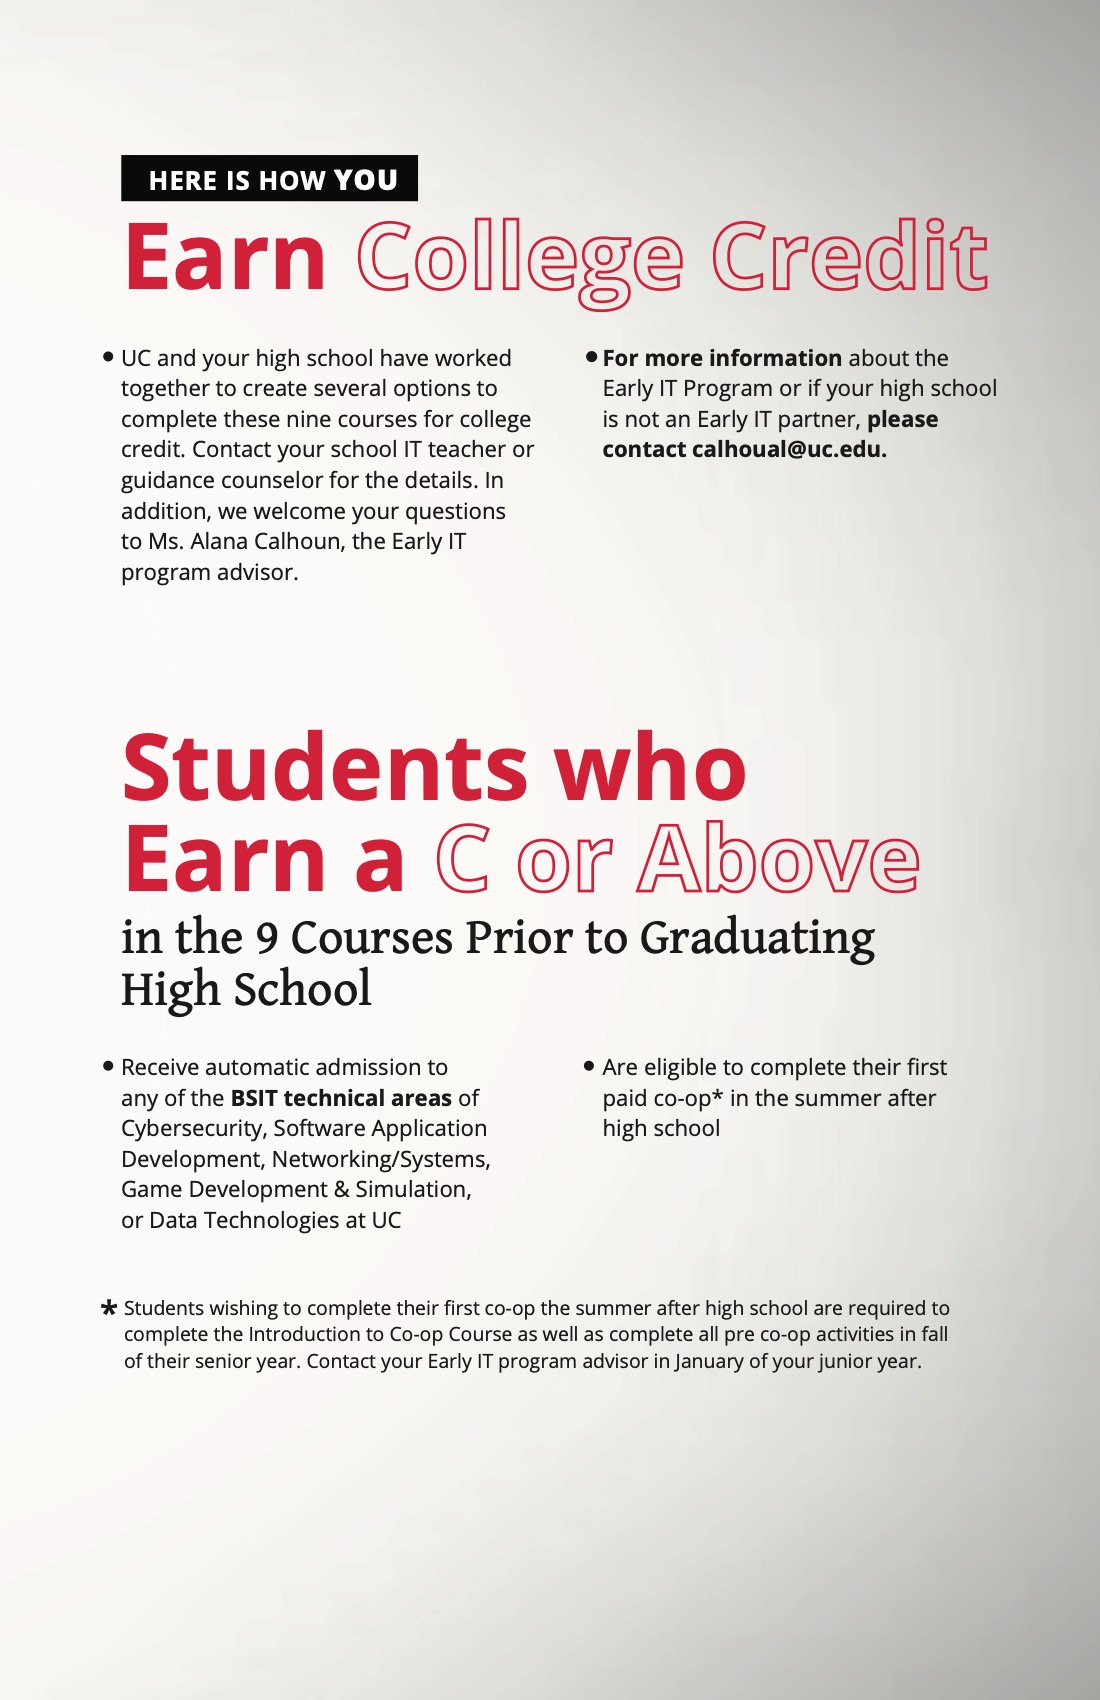 HERE IS HOW YOU
Earn College Credit
• UC and your high school have worked
together to create several options to
complete these nine courses for college
credit. Contact your school IT teacher or
guidance counselor for the details. In
addition, we welcome your questions
to Ms. Alana Calhoun, the Early IT
program advisor.
• For more information about the
Early IT Program or if your high school
is not an Early IT partner, please
contact calhoual@uc.edu.
Students who
Earn a C or Above
in the 9 Courses Prior to Graduating
High School
• Receive automatic admission to
any of the BSIT technical areas of
Cybersecurity, Software Application
Development, Networking/Systems,
Game Development & Simulation,
or Data Technologies at UC
• Are eligible to complete their first
paid co-op* in the summer after
high school
* Students wishing to complete their first co-op the summer after high school are required to
complete the Introduction to Co-op Course as well as complete all pre co-op activities in fall
of their senior year. Contact your Early IT program advisor in January of your junior year.